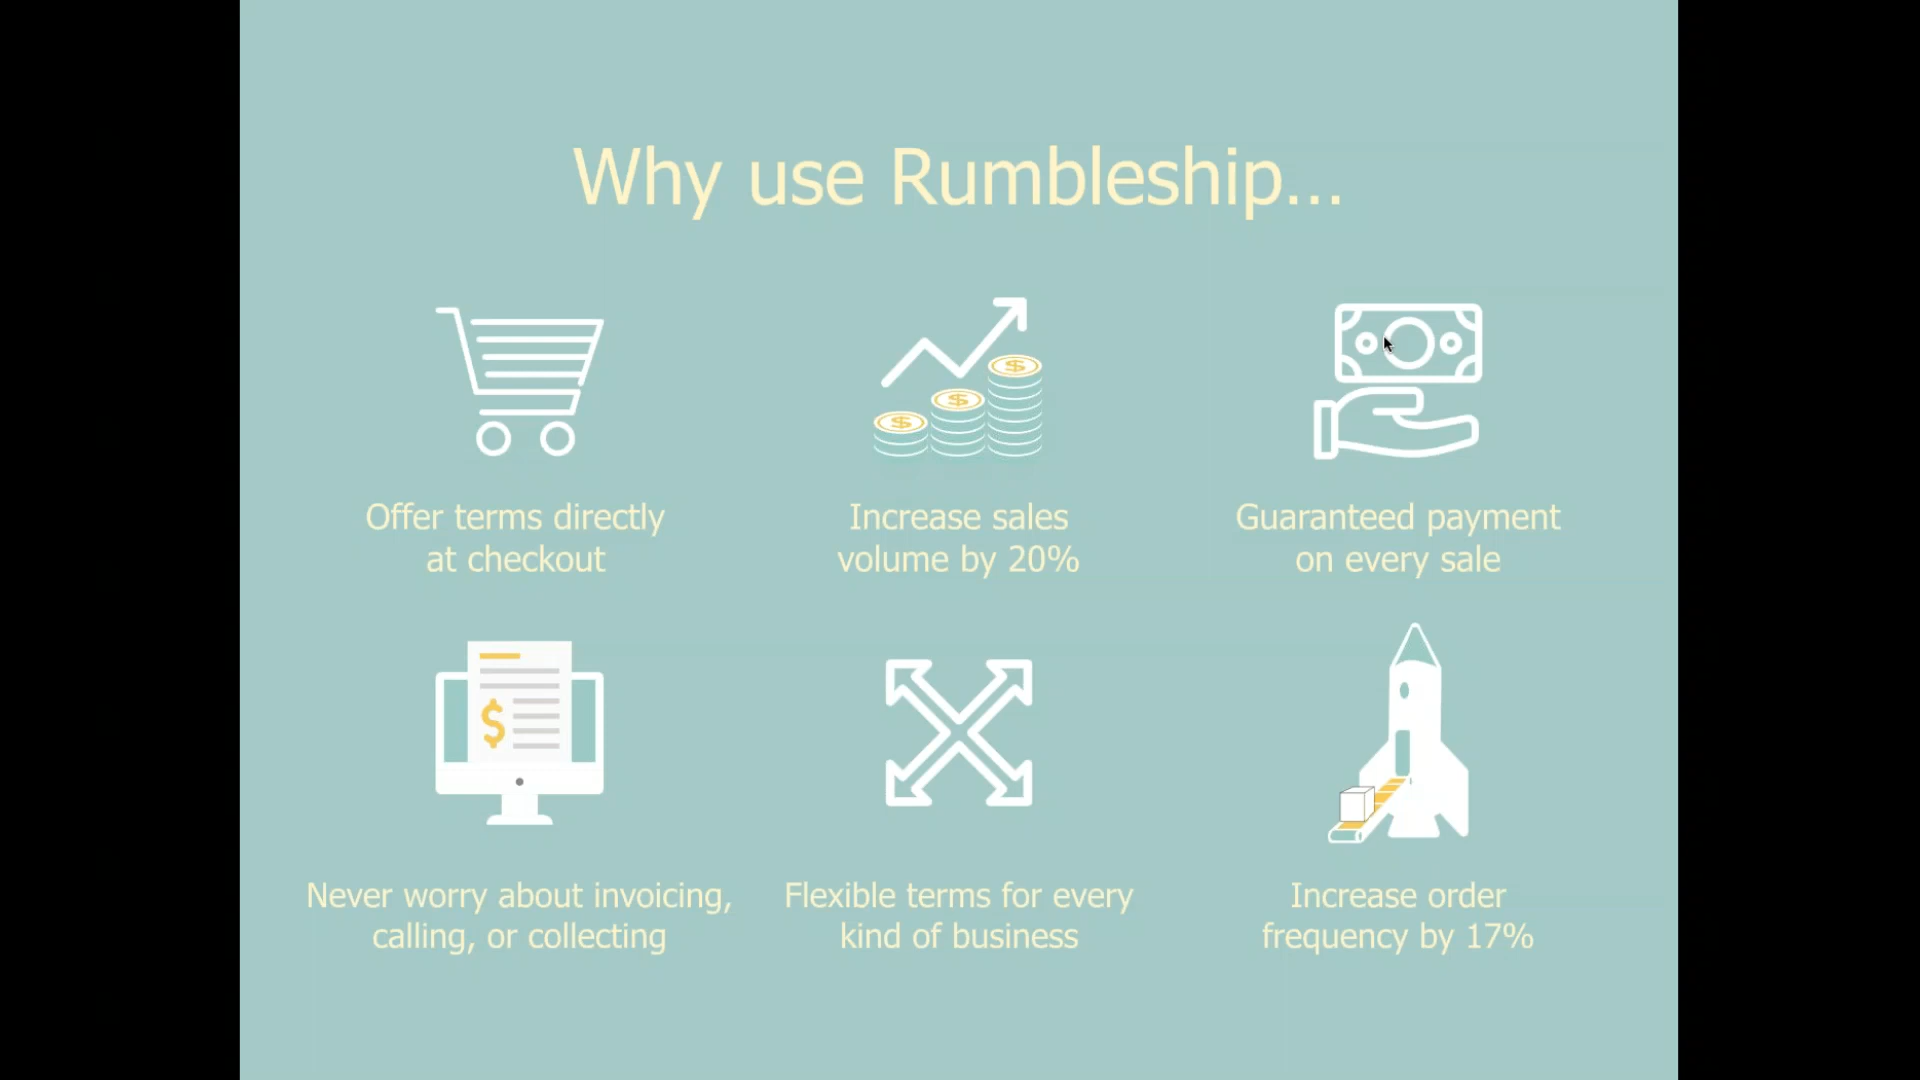 Why use Rumbleship...
Offer terms directly
at checkout
Increase sales
volume by 20%
Guaranteed payment
on every sale
$
$
$
$
Never worry about invoicing,
calling, or collecting
Flexible terms for every
kind of business
Increase order
frequency by 17%